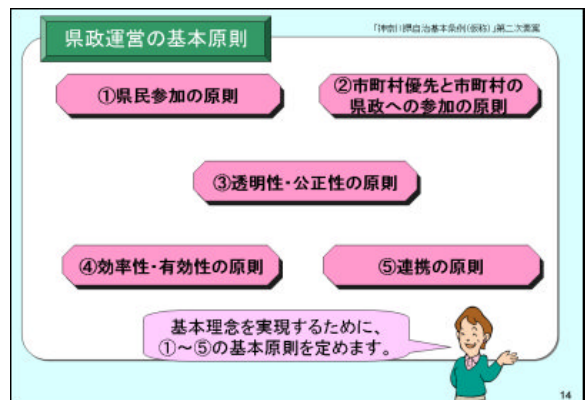 「神奈川県自治基本条例(仮称)」第二次素案
県政運営の基本原則
①県民参加の原則
②市町村優先と市町村の
県政への参加の原則
③透明性・公正性の原則
④効率性・有効性の原則
⑤連携の原則
基本理念を実現するために、
①～⑤の基本原則を定めます。
14